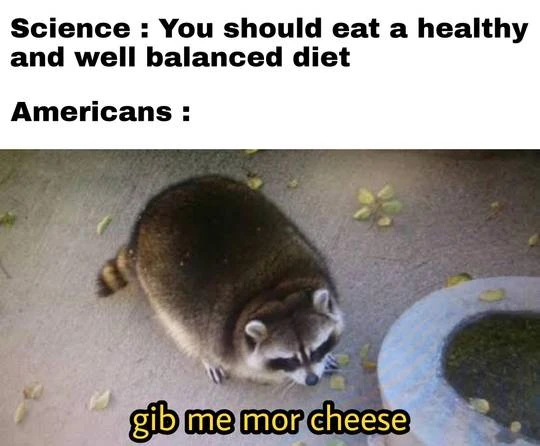 Science : You should eat a healthy
and well balanced diet
Americans :
gib me mor cheese